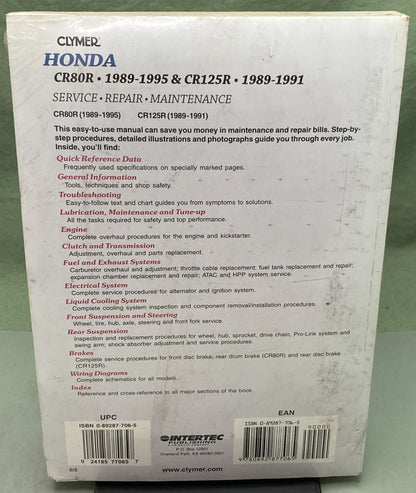 CLYMER®
HONDA
CR80R • 1989-1995 & CR125R • 1989-1991
SERVICE • REPAIR • MAINTENANCE
CR80R (1989-1995) CR125R (1989-1991)
This easy-to-use manual can save you money in maintenance and repair bills. Step-by-
step procedures, detailed illustrations and photographs guide you through every job.
Inside, you'll find:
Quick Reference Data
Frequently used specifications on specially marked pages.
General Information
Tools, techniques and shop safety.
Troubleshooting
Easy-to-follow text and chart guides you from symptoms to solutions.
Lubrication, Maintenance and Tune-up
All the tasks required for safety and top performance.
Engine
Complete overhaul procedures for the engine and kickstarter.
Clutch and Transmission
Adjustment, overhaul and parts replacement.
Fuel and Exhaust Systems
Carburetor overhaul and adjustment; throttle cable replacement; fuel tank replacement and repair;
expansion chamber replacement and repair; ATAC and HPP system service.
Electrical System
Complete service procedures for alternator and ignition system.
Liquid Cooling System
Complete cooling system inspection and component removal/installation procedures.
Front Suspension and Steering
Wheel, tire, hub, axle, steering and front fork service.
Rear Suspension
Inspection and replacement procedures for wheel, hub, sprocket, drive chain, Pro-Link system and
swing arm; shock absorber adjustment and service procedures.
Brakes
Complete service procedures for front disc brake, rear drum brake (CR80R) and rear disc brake
(CR125R).
Wiring Diagrams
Complete schematics for all models.
Index
Reference and cross-reference to all major sections of the book.
UPC EAN
ISBN 0-89287-706-5
0 24185 77065 7
INTERTEC
PUBLISHING
P.O. Box 12901
Overland Park, KS 66282-2901
www.clymer.com
ISBN 0-89287-706-5
90000
9 780892 877065